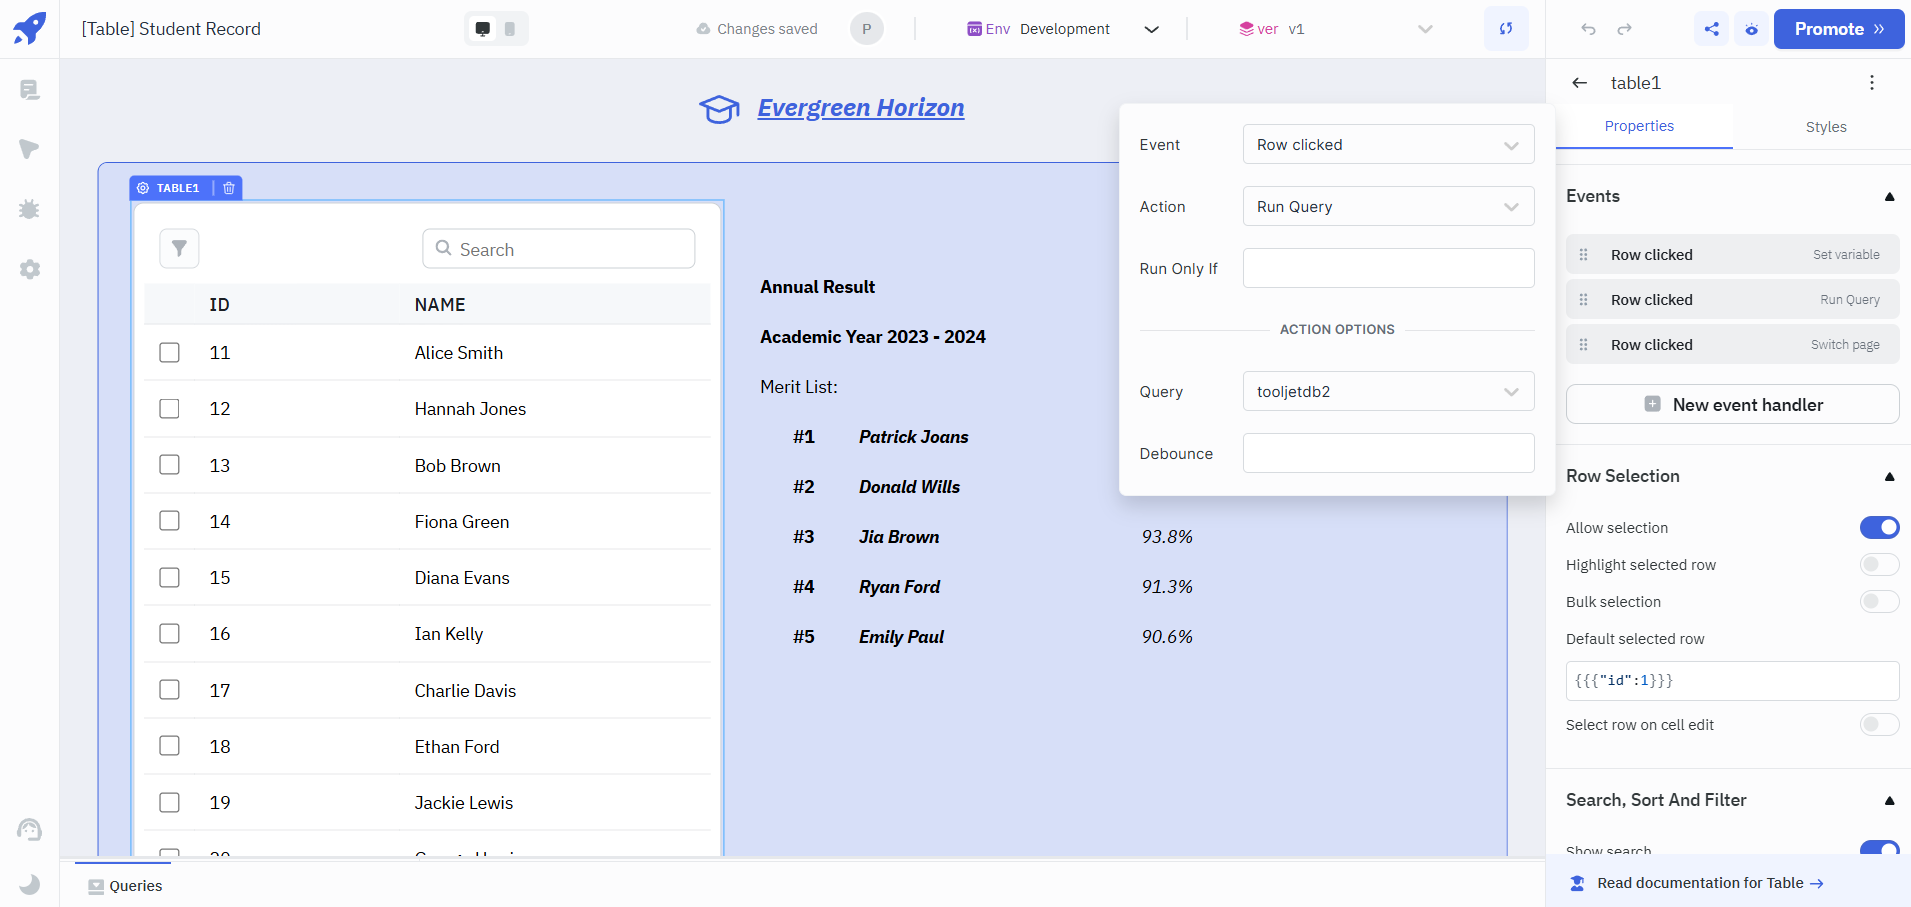 [Table] Student Record
Changes saved
P
Env Development
ver v1
Promote
Evergreen Horizon
TABLE1
Search
ID NAME
11 Alice Smith
12 Hannah Jones
13 Bob Brown
14 Fiona Green
15 Diana Evans
16 Ian Kelly
17 Charlie Davis
18 Ethan Ford
19 Jackie Lewis
Annual Result
Academic Year 2023 - 2024
Merit List:
#1 Patrick Joans
#2 Donald Wills
#3 Jia Brown 93.8%
#4 Ryan Ford 91.3%
#5 Emily Paul 90.6%
Event Row clicked
Action Run Query
Run Only If
ACTION OPTIONS
Query tooljetdb2
Debounce
table1
Properties Styles
Events
Row clicked Set variable
Row clicked Run Query
Row clicked Switch page
New event handler
Row Selection
Allow selection
Highlight selected row
Bulk selection
Default selected row
{{{"id":1}}}
Select row on cell edit
Search, Sort And Filter
Show search
Read documentation for Table →
Queries